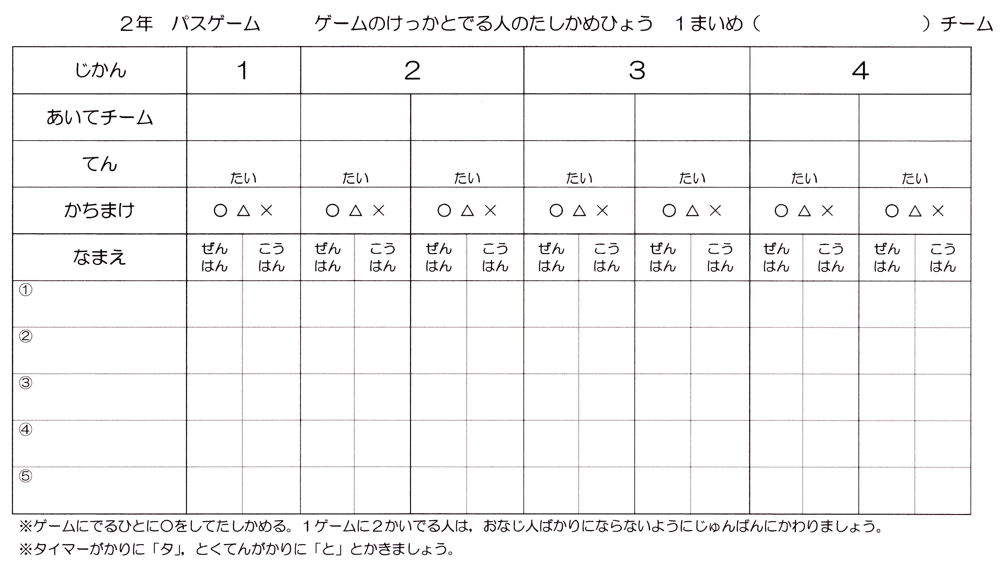 ２年　パスゲーム　　　ゲームのけっかとでる人のたしかめひょう　１まいめ（　　　　　　　　　）チーム
じかん　1　2　3　4
あいてチーム
てん　たい　たい　たい　たい　たい　たい　たい
かちまけ　○ △ ×　○ △ ×　○ △ ×　○ △ ×　○ △ ×　○ △ ×　○ △ ×
なまえ　ぜん　こう　ぜん　こう　ぜん　こう　ぜん　こう　ぜん　こう　ぜん　こう　ぜん　こう
はん　はん　はん　はん　はん　はん　はん　はん　はん　はん　はん　はん　はん　はん
①
②
③
④
⑤
※ゲームにでるひとに○をしてたしかめる。１ゲームに２かいでる人は，おなじ人ばかりにならないようにじゅんばんにかわりましょう。
※タイマーがかりに「タ」，とくてんがかりに「と」とかきましょう。